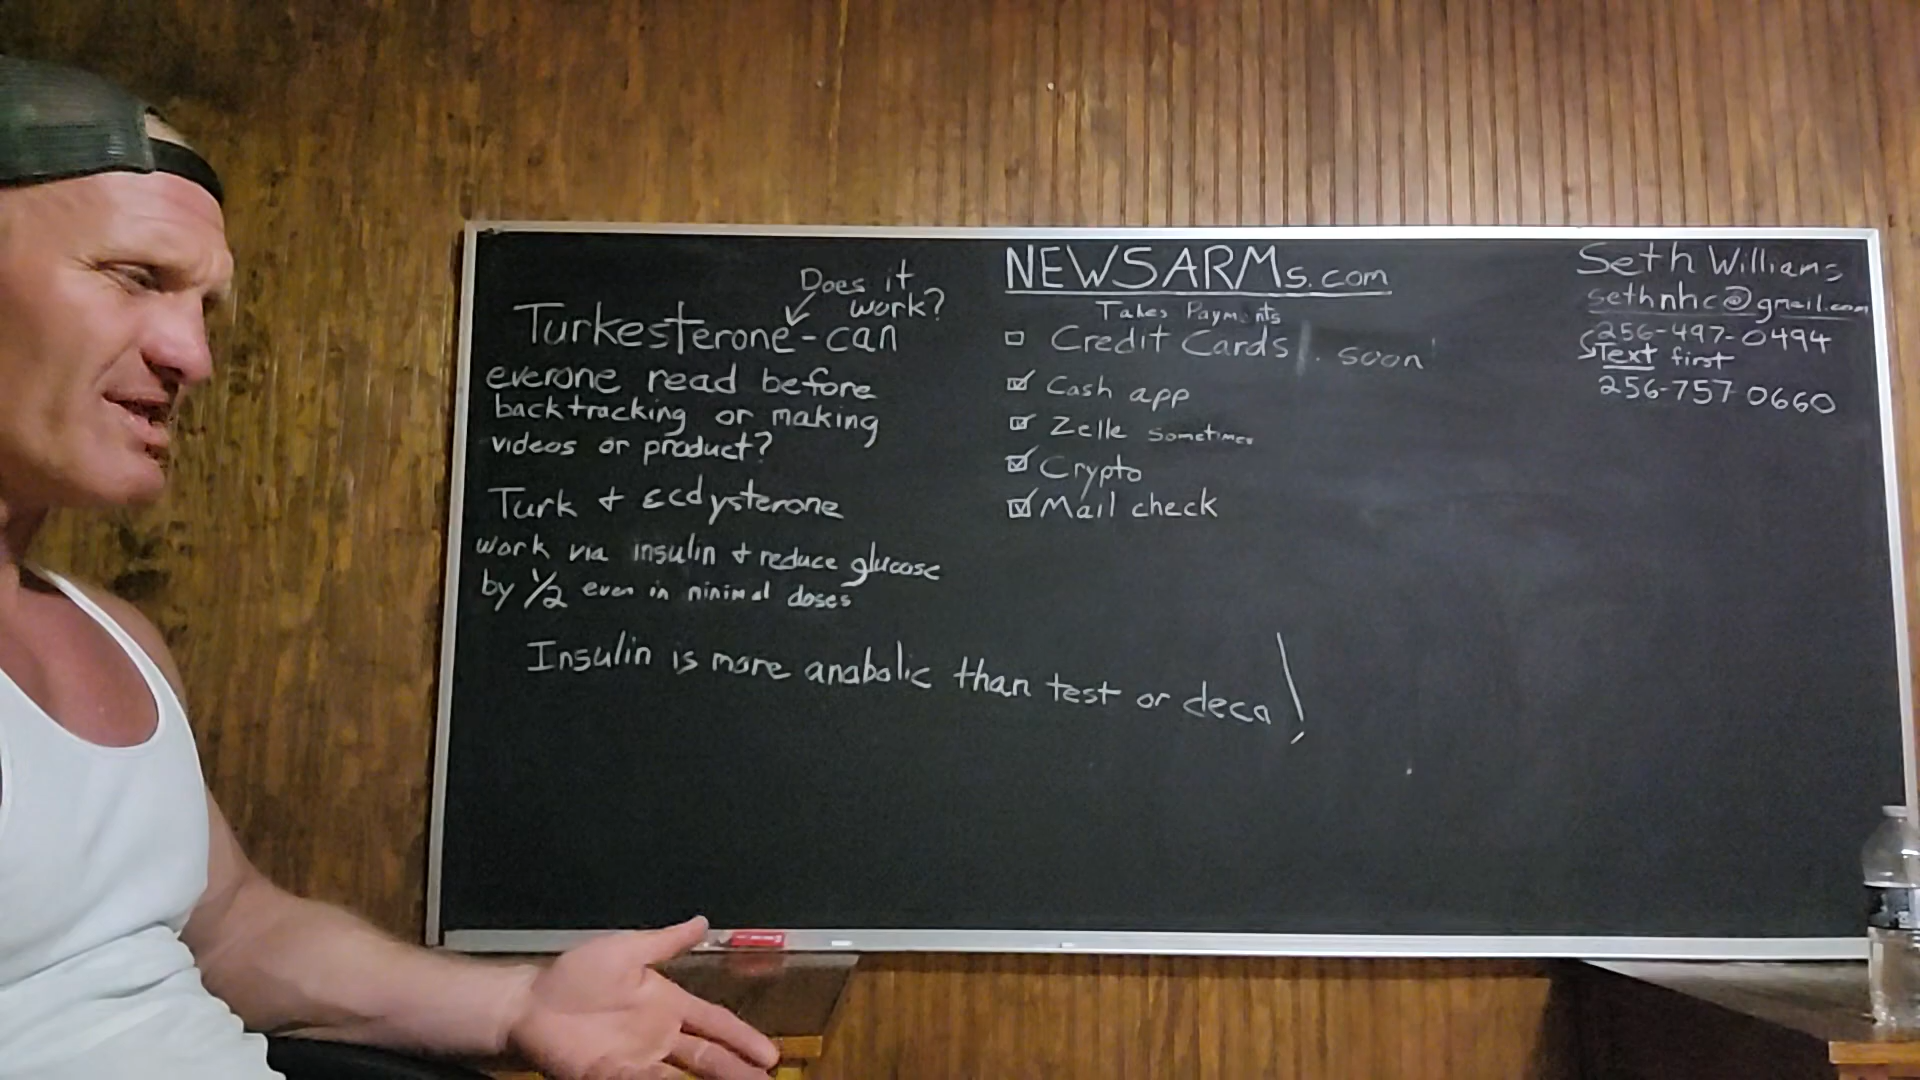 Does it
work?
Turkesterone - can
everone read before
backtracking or making
videos or product?
Turk + Ecdysterone
work via insulin + reduce glucose
by 1/2 even in minimal doses
Insulin is more anabolic than test or deca
NEWSARMs.com
Takes Payments
Credit Cards . soon
Cash app
Zelle sometimes
Crypto
Mail check
Seth Williams
sethnhc@gmail.com
256-497-0494
Text first
256-757-0660